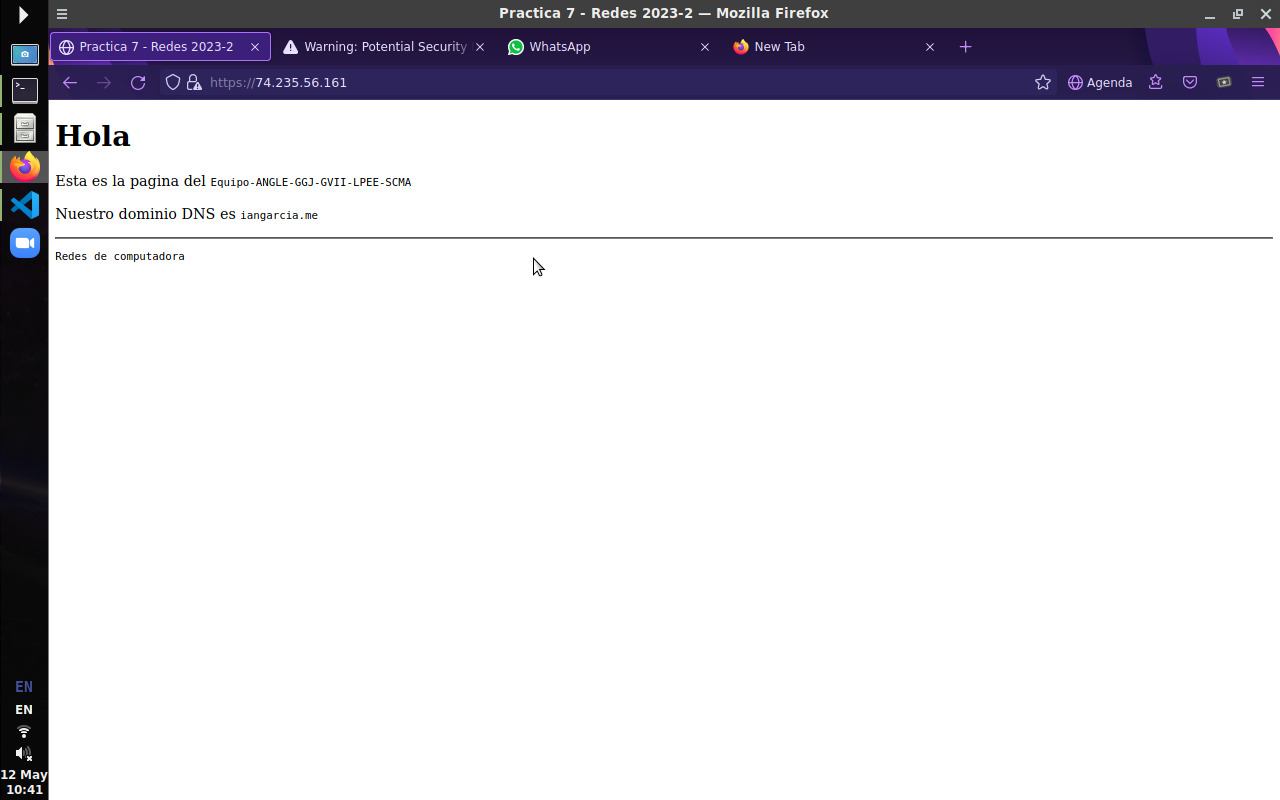 Practica 7 - Redes 2023-2 — Mozilla Firefox
Practica 7 - Redes 2023-2
Warning: Potential Security
WhatsApp
New Tab
https://74.235.56.161
Agenda
Hola
Esta es la pagina del Equipo-ANGLE-GGJ-GVII-LPEE-SCMA
Nuestro dominio DNS es iangarcia.me
Redes de computadora
EN
EN
12 May
10:41